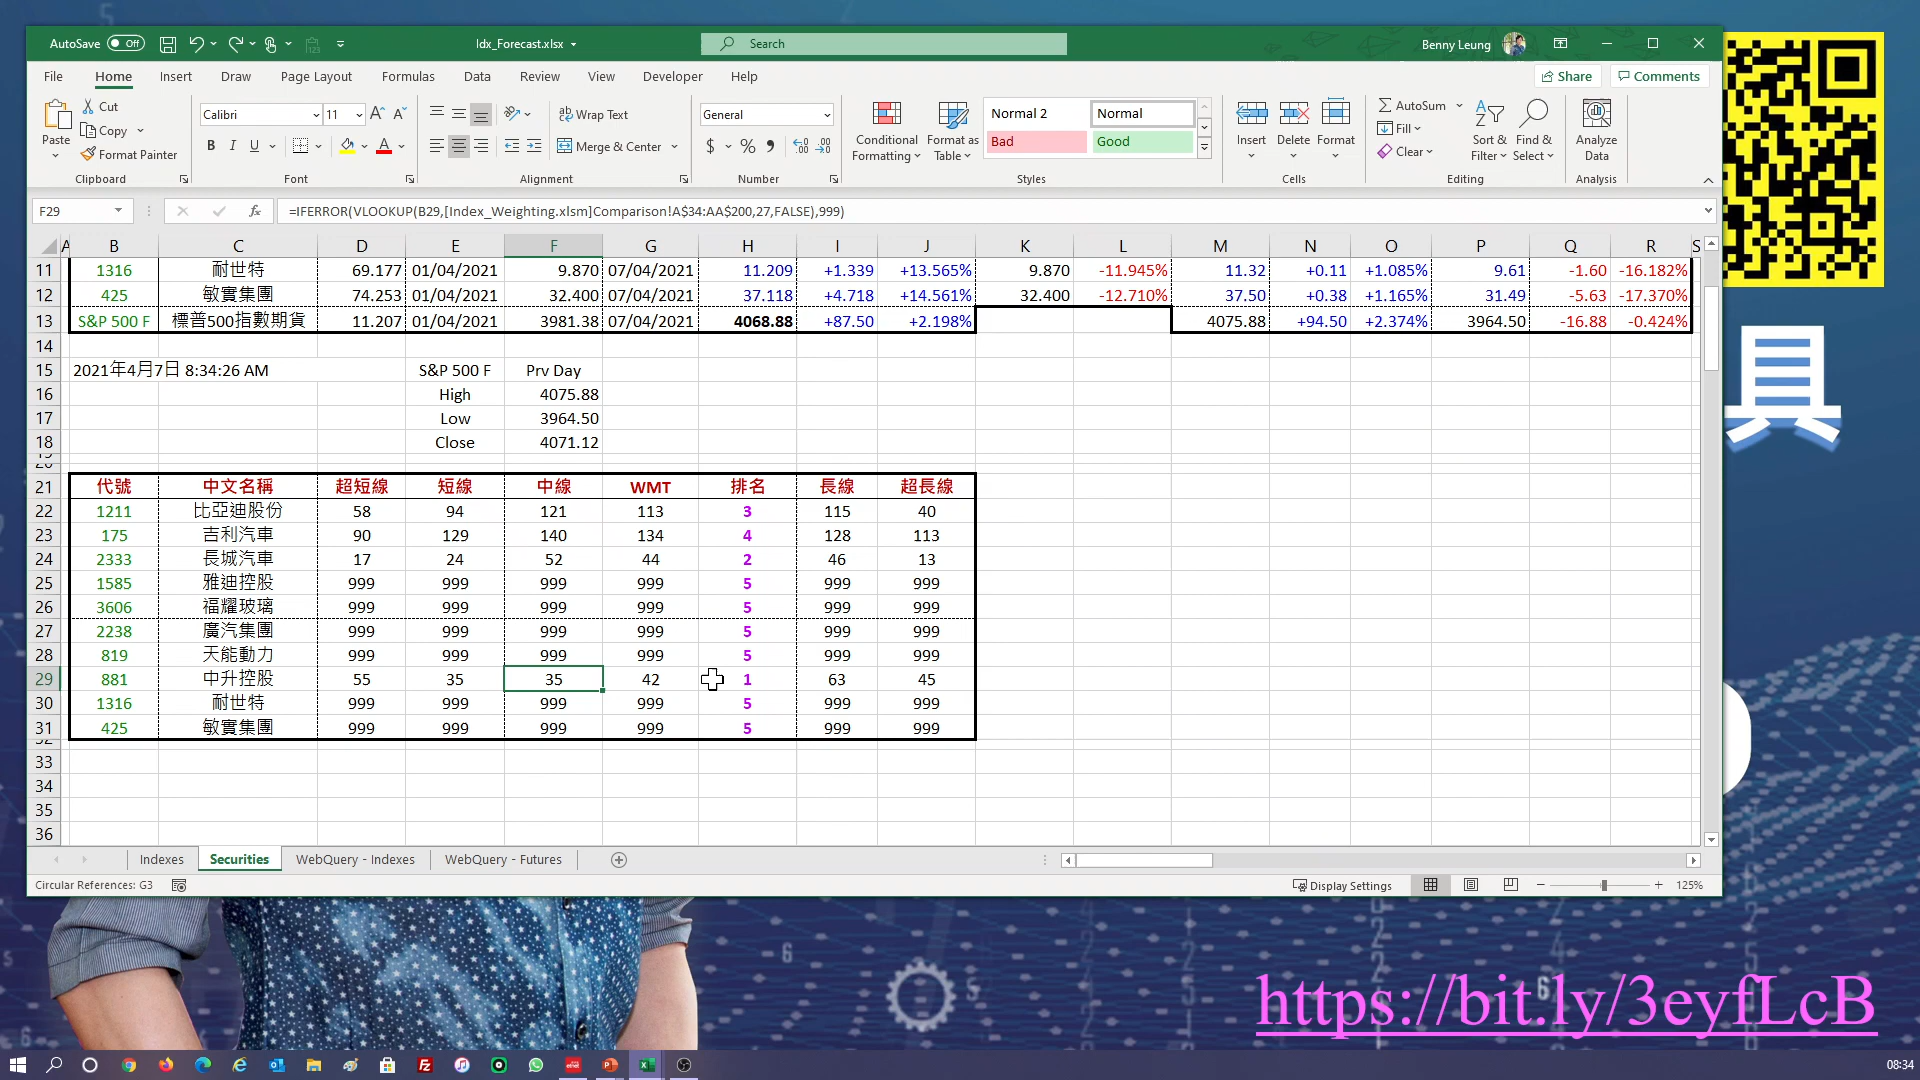 AutoSave Off Idx_Forecast.xlsx Search Benny Leung
File Home Insert Draw Page Layout Formulas Data Review View Developer Help Share Comments
Paste Cut Copy Format Painter Clipboard
Calibri 11 B I U Font
Wrap Text Merge & Center Alignment
General $ % Number
Conditional Formatting Format as Table Normal 2 Normal Bad Good Styles
Insert Delete Format Cells
AutoSum Fill Clear Sort & Filter Find & Select Editing
Analyze Data Analysis
F29 fx =IFERROR(VLOOKUP(B29,[Index_Weighting.xlsm]Comparison!A$34:AA$200,27,FALSE),999)
A B C D E F G H I J K L M N O P Q R S
11 1316 耐世特 69.177 01/04/2021 9.870 07/04/2021 11.209 +1.339 +13.565% 9.870 -11.945% 11.32 +0.11 +1.085% 9.61 -1.60 -16.182%
12 425 敏實集團 74.253 01/04/2021 32.400 07/04/2021 37.118 +4.718 +14.561% 32.400 -12.710% 37.50 +0.38 +1.165% 31.49 -5.63 -17.370%
13 S&P 500 F 標普500指數期貨 11.207 01/04/2021 3981.38 07/04/2021 4068.88 +87.50 +2.198% 4075.88 +94.50 +2.374% 3964.50 -16.88 -0.424%
14
15 2021年4月7日 8:34:26 AM S&P 500 F Prv Day
16 High 4075.88
17 Low 3964.50
18 Close 4071.12
21 代號 中文名稱 超短線 短線 中線 WMT 排名 長線 超長線
22 1211 比亞迪股份 58 94 121 113 3 115 40
23 175 吉利汽車 90 129 140 134 4 128 113
24 2333 長城汽車 17 24 52 44 2 46 13
25 1585 雅迪控股 999 999 999 999 5 999 999
26 3606 福耀玻璃 999 999 999 999 5 999 999
27 2238 廣汽集團 999 999 999 999 5 999 999
28 819 天能動力 999 999 999 999 5 999 999
29 881 中升控股 55 35 35 42 1 63 45
30 1316 耐世特 999 999 999 999 5 999 999
31 425 敏實集團 999 999 999 999 5 999 999
33
34
35
36
Indexes Securities WebQuery - Indexes WebQuery - Futures
Circular References: G3 Display Settings 125%
具
https://bit.ly/3eyfLcB
08:34